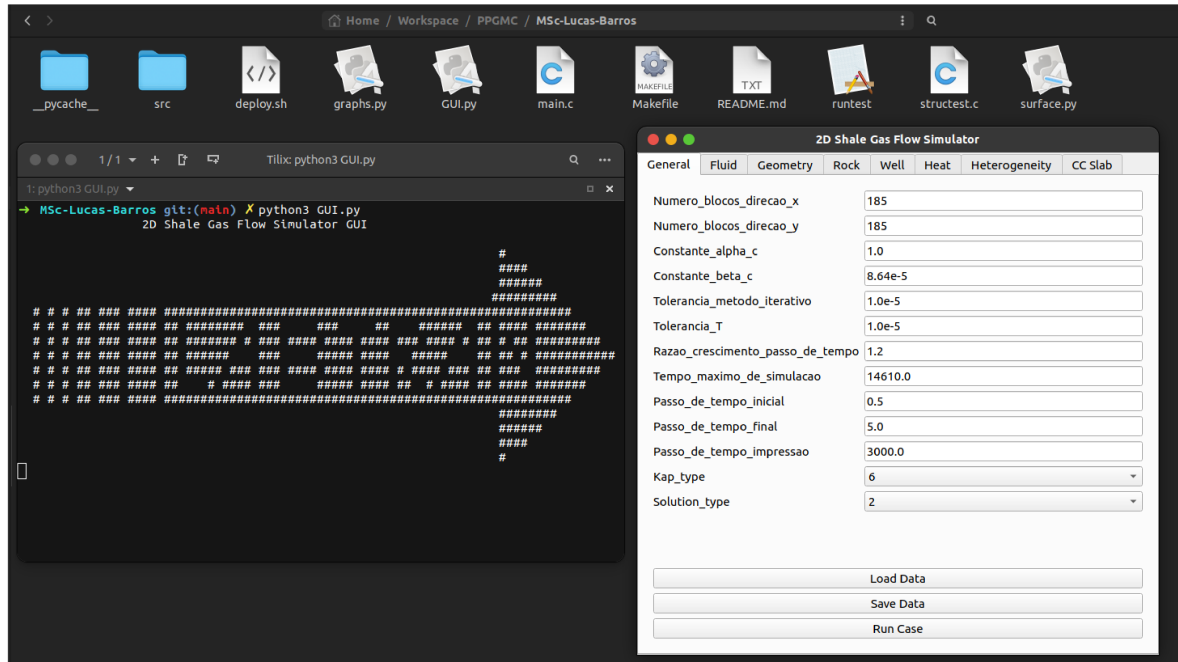 Home / Workspace / PPGMC / MSc-Lucas-Barros
__pycache__
src
</>
deploy.sh
graphs.py
GUI.py
C
main.c
MAKEFILE
Makefile
TXT
README.md
runtest
C
structest.c
surface.py
1/1
Tilix: python3 GUI.py
1: python3 GUI.py
➜ MSc-Lucas-Barros git:(main) ✗ python3 GUI.py
2D Shale Gas Flow Simulator GUI
2D Shale Gas Flow Simulator
General Fluid Geometry Rock Well Heat Heterogeneity CC Slab
Numero_blocos_direcao_x 185
Numero_blocos_direcao_y 185
Constante_alpha_c 1.0
Constante_beta_c 8.64e-5
Tolerancia_metodo_iterativo 1.0e-5
Tolerancia_T 1.0e-5
Razao_crescimento_passo_de_tempo 1.2
Tempo_maximo_de_simulacao 14610.0
Passo_de_tempo_inicial 0.5
Passo_de_tempo_final 5.0
Passo_de_tempo_impressao 3000.0
Kap_type 6
Solution_type 2
Load Data
Save Data
Run Case